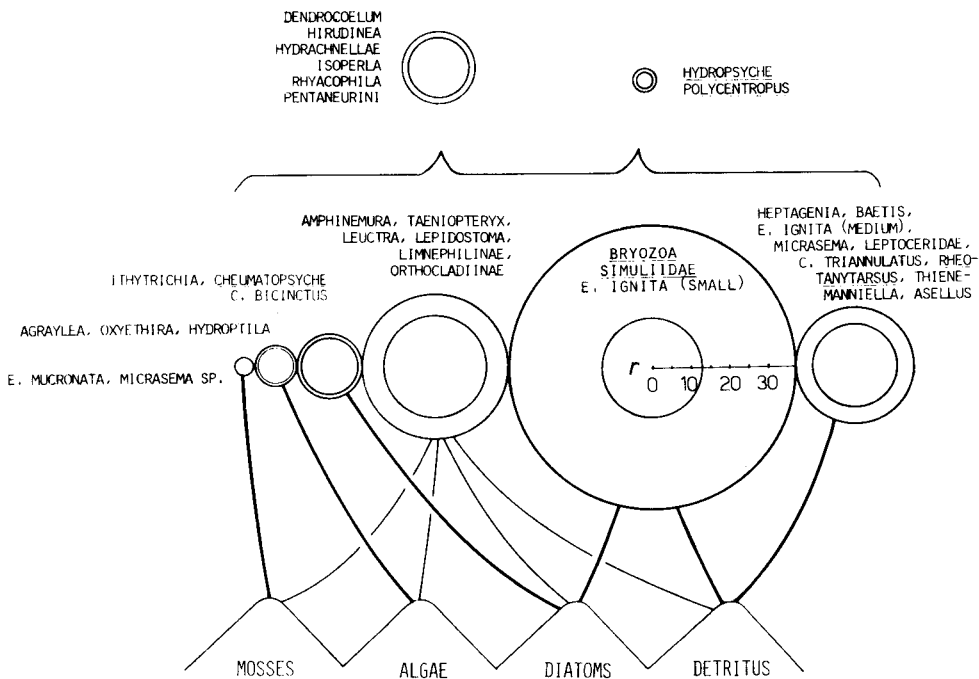 DENDROCOELUM
HIRUDINEA
HYDRACHNELLAE
ISOPERLA
RHYACOPHILA
PENTANEURINI
HYDROPSYCHE
POLYCENTROPUS
AMPHINEMURA, TAENIOPTERYX,
LEUCTRA, LEPIDOSTOMA,
LIMNEPHILINAE,
ORTHOCLADIINAE
BRYOZOA
SIMULIIDAE
E. IGNITA (SMALL)
HEPTAGENIA, BAETIS,
E. IGNITA (MEDIUM),
MICRASEMA, LEPTOCERIDAE,
C. TRIANNULATUS, RHEO-
TANYTARSUS, THIENE-
MANNIELLA, ASELLUS
ITHYTRICHIA, CHEUMATOPSYCHE
C. BICINCTUS
AGRAYLEA, OXYETHIRA, HYDROPTILA
E. MUCRONATA, MICRASEMA SP.
r
0 10 20 30
MOSSES
ALGAE
DIATOMS
DETRITUS